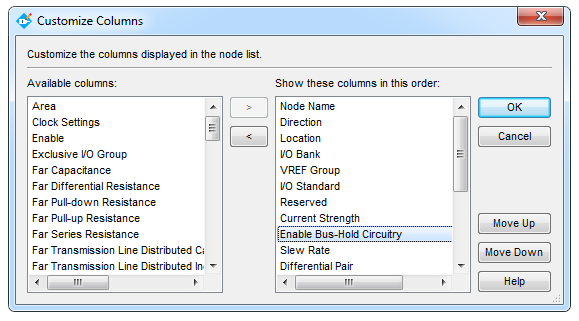 Customize Columns
Customize the columns displayed in the node list.
Available columns:
Area
Clock Settings
Enable
Exclusive I/O Group
Far Capacitance
Far Differential Resistance
Far Pull-down Resistance
Far Pull-up Resistance
Far Series Resistance
Far Transmission Line Distributed Ca
Far Transmission Line Distributed In
>
<
Show these columns in this order:
Node Name
Direction
Location
I/O Bank
VREF Group
I/O Standard
Reserved
Current Strength
Enable Bus-Hold Circuitry
Slew Rate
Differential Pair
OK
Cancel
Move Up
Move Down
Help